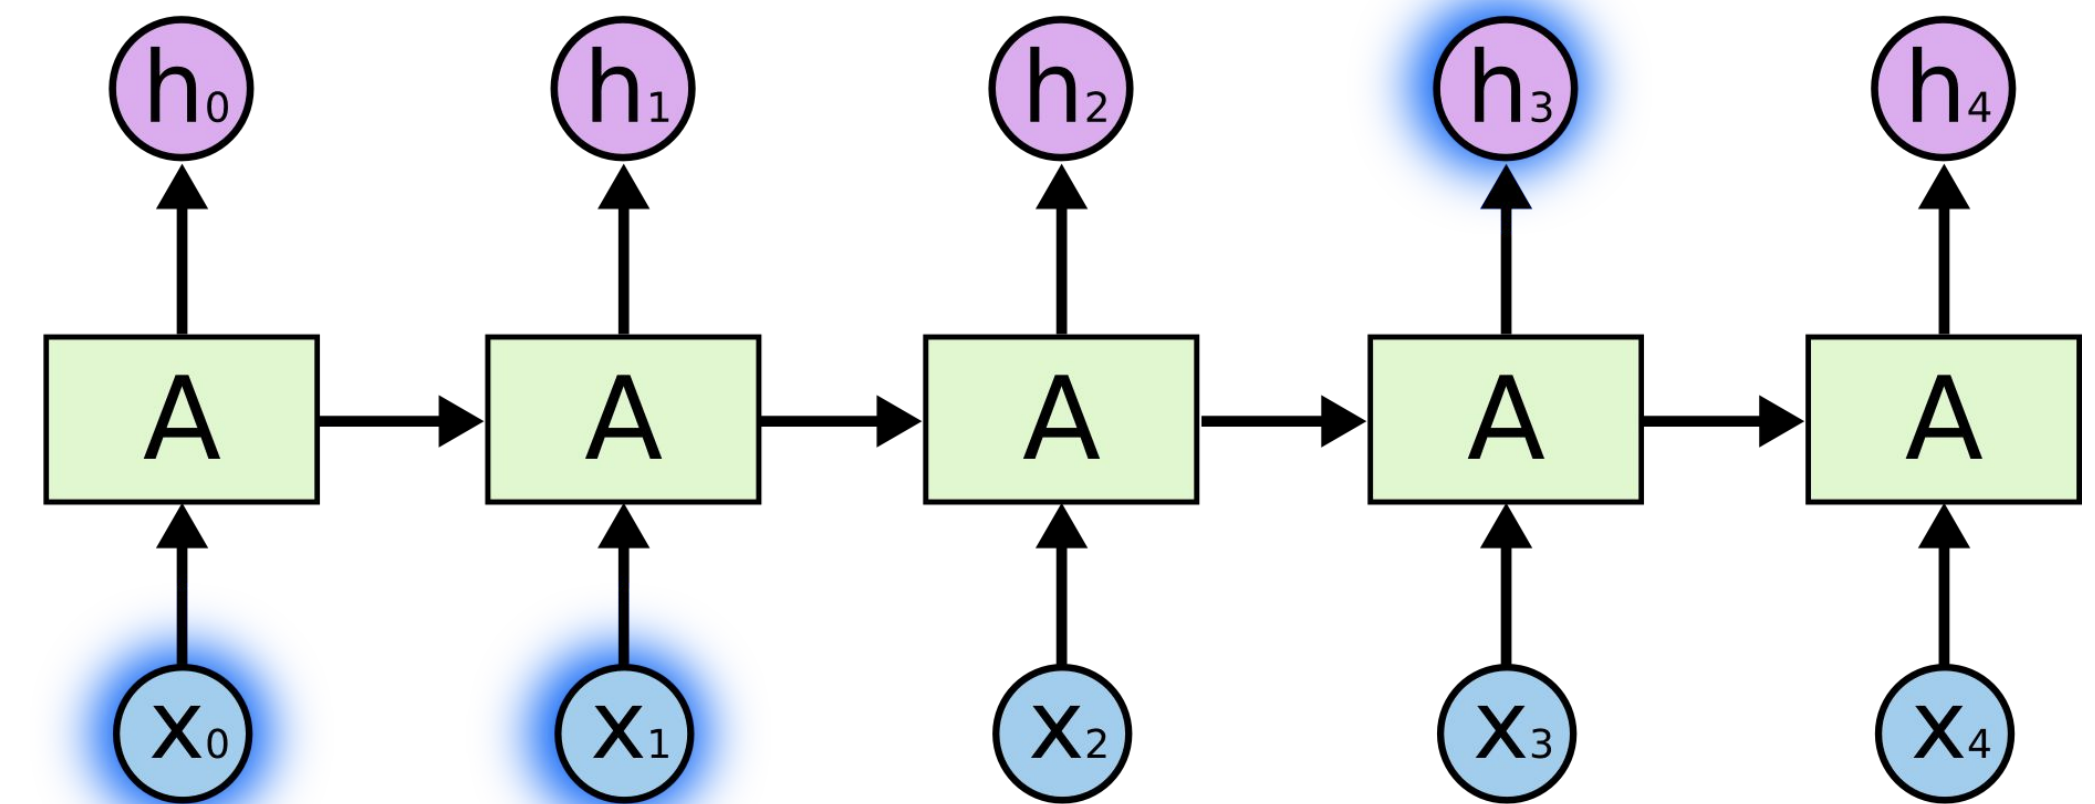 h₀ h₁ h₂ h₃ h₄
A A A A A
x₀ x₁ x₂ x₃ x₄